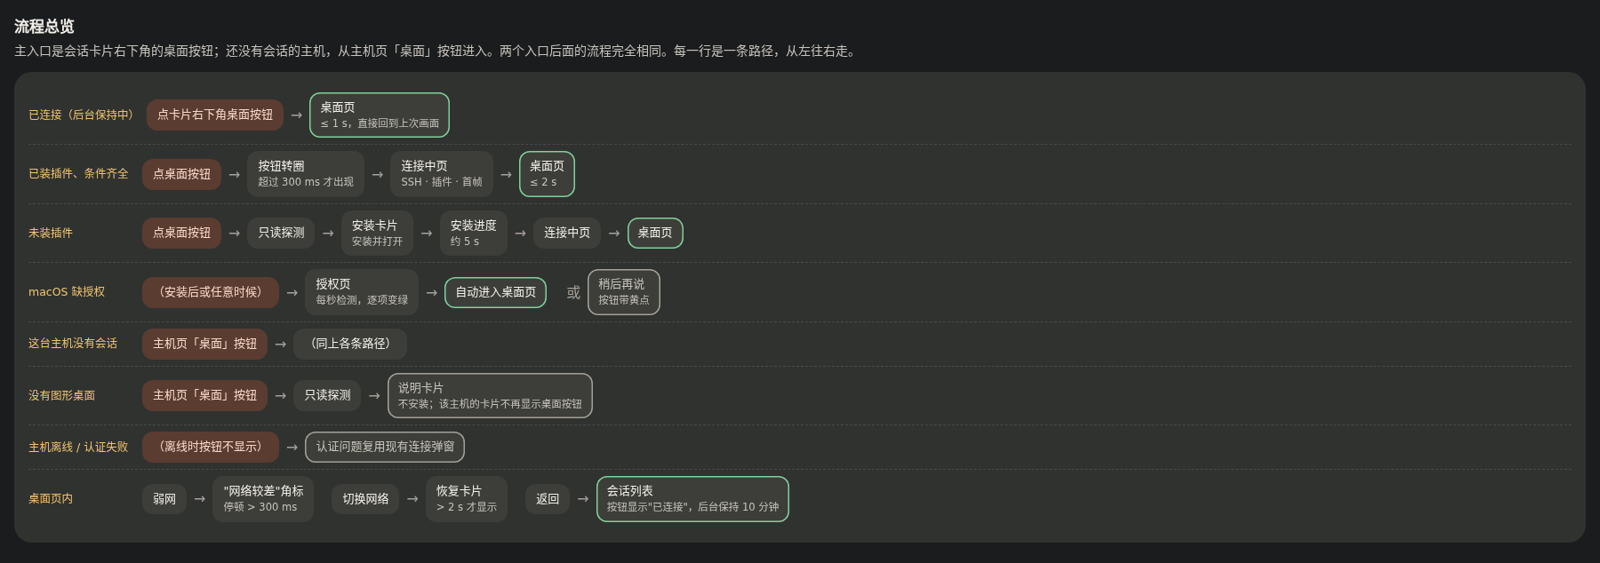 流程总览
主入口是会话卡片右下角的桌面按钮；还没有会话的主机，从主机页「桌面」按钮进入。两个入口后面的流程完全相同。每一行是一条路径，从左往右走。
已连接（后台保持中） 点卡片右下角桌面按钮 → 桌面页
≤ 1 s，直接回到上次画面
已装插件、条件齐全 点桌面按钮 → 按钮转圈 → 连接中页 → 桌面页
超过 300 ms 才出现 SSH · 插件 · 首帧 ≤ 2 s
未装插件 点桌面按钮 → 只读探测 → 安装卡片 → 安装进度 → 连接中页 → 桌面页
安装并打开 约 5 s
macOS 缺授权 （安装后或任意时候） → 授权页 → 自动进入桌面页 或 稍后再说
每秒检测，逐项变绿 按钮带黄点
这台主机没有会话 主机页「桌面」按钮 → （同上各条路径）
没有图形桌面 主机页「桌面」按钮 → 只读探测 → 说明卡片
不安装；该主机的卡片不再显示桌面按钮
主机离线 / 认证失败 （离线时按钮不显示） → 认证问题复用现有连接弹窗
桌面页内 弱网 → "网络较差"角标 切换网络 → 恢复卡片 返回 → 会话列表
停顿 > 300 ms > 2 s 才显示 按钮显示"已连接"，后台保持 10 分钟